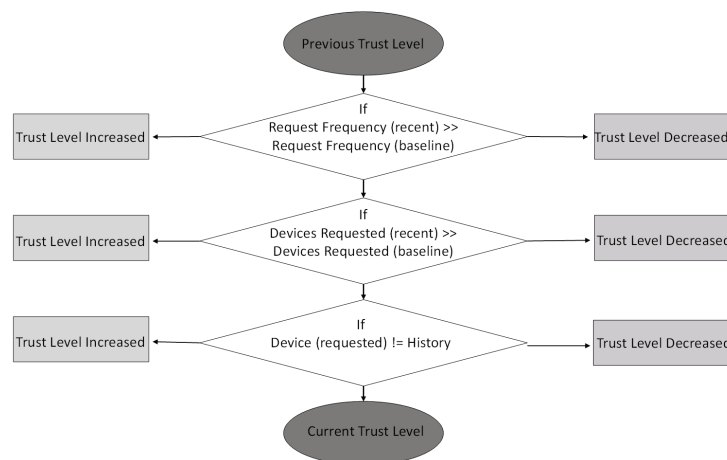 Previous Trust Level
If
Request Frequency (recent) >>
Request Frequency (baseline)
Trust Level Increased
Trust Level Decreased
If
Devices Requested (recent) >>
Devices Requested (baseline)
Trust Level Increased
Trust Level Decreased
If
Device (requested) != History
Trust Level Increased
Trust Level Decreased
Current Trust Level